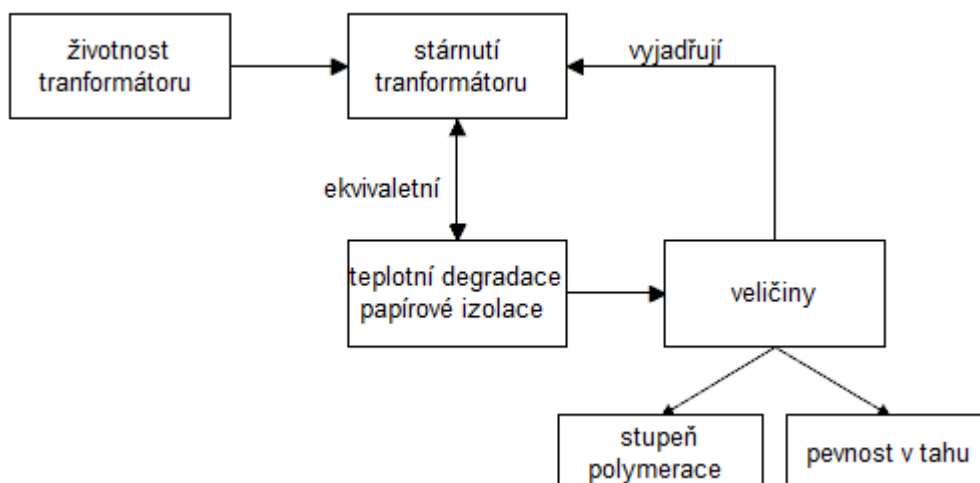 životnost
tranformátoru
stárnutí
tranformátoru
vyjadřují
ekvivaletní
teplotní degradace
papírové izolace
veličiny
stupeň
polymerace
pevnost v tahu